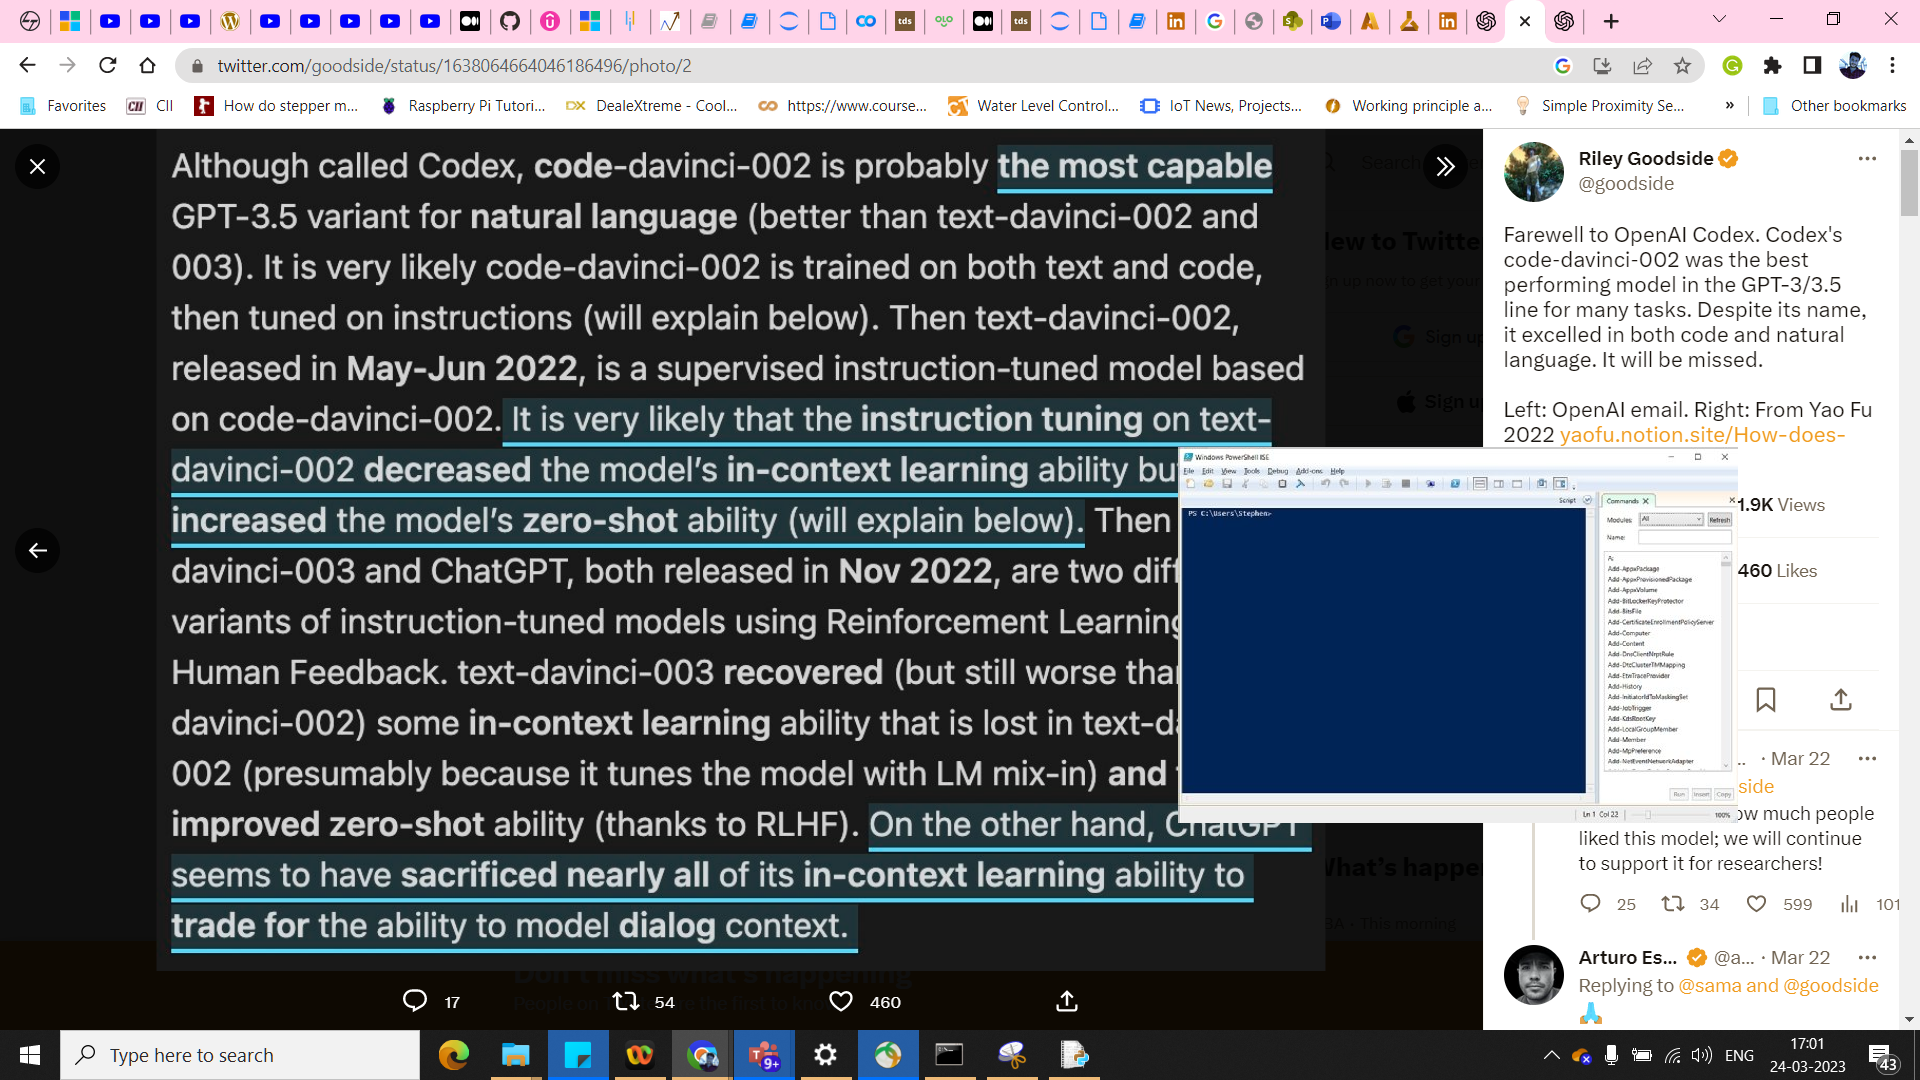 twitter.com/goodside/status/1638064664046186496/photo/2
Favorites
CII
How do stepper m...
Raspberry Pi Tutori...
DealeXtreme - Cool...
https://www.course...
Water Level Control...
IoT News, Projects...
Working principle a...
Simple Proximity Se...
»
Other bookmarks
Although called Codex, code-davinci-002 is probably the most capable
GPT-3.5 variant for natural language (better than text-davinci-002 and
003). It is very likely code-davinci-002 is trained on both text and code,
then tuned on instructions (will explain below). Then text-davinci-002,
released in May-Jun 2022, is a supervised instruction-tuned model based
on code-davinci-002. It is very likely that the instruction tuning on text-
davinci-002 decreased the model's in-context learning ability bu
increased the model's zero-shot ability (will explain below). Then
davinci-003 and ChatGPT, both released in Nov 2022, are two diff
variants of instruction-tuned models using Reinforcement Learning
Human Feedback. text-davinci-003 recovered (but still worse than
davinci-002) some in-context learning ability that is lost in text-da
002 (presumably because it tunes the model with LM mix-in) and
improved zero-shot ability (thanks to RLHF). On the other hand, ChatGPT
seems to have sacrificed nearly all of its in-context learning ability to
trade for the ability to model dialog context.
17
54
460
Sign up
Sign u
Don't miss what's happening
Riley Goodside
@goodside
Farewell to OpenAI Codex. Codex's
code-davinci-002 was the best
performing model in the GPT-3/3.5
line for many tasks. Despite its name,
it excelled in both code and natural
language. It will be missed.
Left: OpenAI email. Right: From Yao Fu
2022 yaofu.notion.site/How-does-
1.9K Views
460 Likes
Windows PowerShell ISE
File Edit View Tools Debug Add-ons Help
Script
PS C:\Users\Stephen>
Commands X
Modules: All Refresh
Name:
A:
Add-AppxPackage
Add-AppxProvisionedPackage
Add-AppxVolume
Add-BitLockerKeyProtector
Add-BitsFile
Add-CertificateEnrollmentPolicyServer
Add-Computer
Add-Content
Add-DnsClientNrptRule
Add-DtcClusterTMMapping
Add-EtwTraceProvider
Add-History
Add-InitiatorIdToMaskingSet
Add-JobTrigger
Add-KdsRootKey
Add-LocalGroupMember
Add-Member
Add-MpPreference
Add-NetEventNetworkAdapter
Run Insert Copy
Ln 1 Col 22
100%
.. · Mar 22
side
ow much people
liked this model; we will continue
to support it for researchers!
25
34
599
101
Arturo Es... @a... · Mar 22
Replying to @sama and @goodside
Type here to search
9+
ENG
17:01
24-03-2023
43